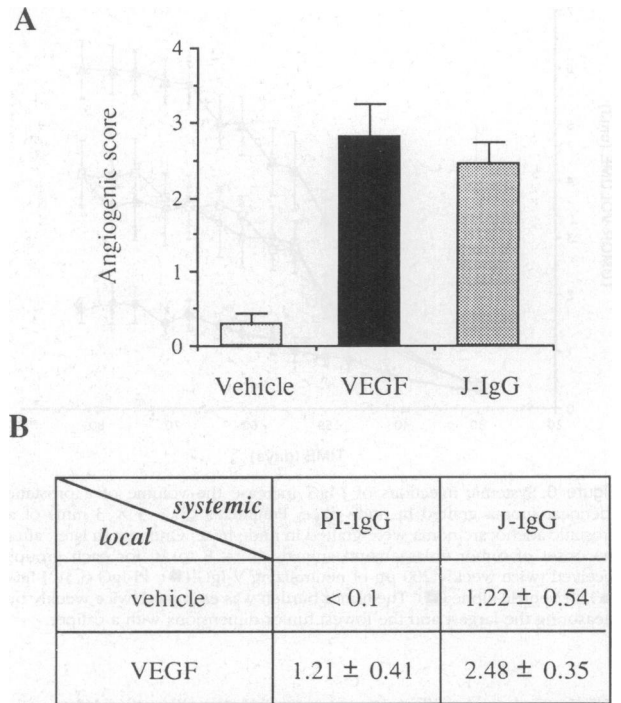 A
4
3
2
1
0
Angiogenic score
Vehicle VEGF J-IgG
B
systemic
local
PI-IgG J-IgG
vehicle < 0.1 1.22 ± 0.54
VEGF 1.21 ± 0.41 2.48 ± 0.35